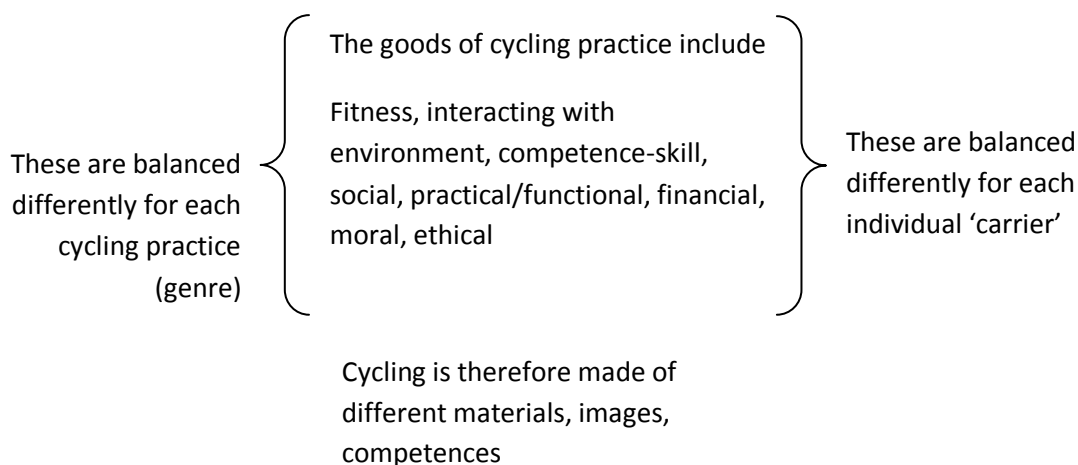 The goods of cycling practice include
Fitness, interacting with
environment, competence-skill,
social, practical/functional, financial,
moral, ethical
These are balanced
differently for each
cycling practice
(genre)
These are balanced
differently for each
individual ‘carrier’
Cycling is therefore made of
different materials, images,
competences